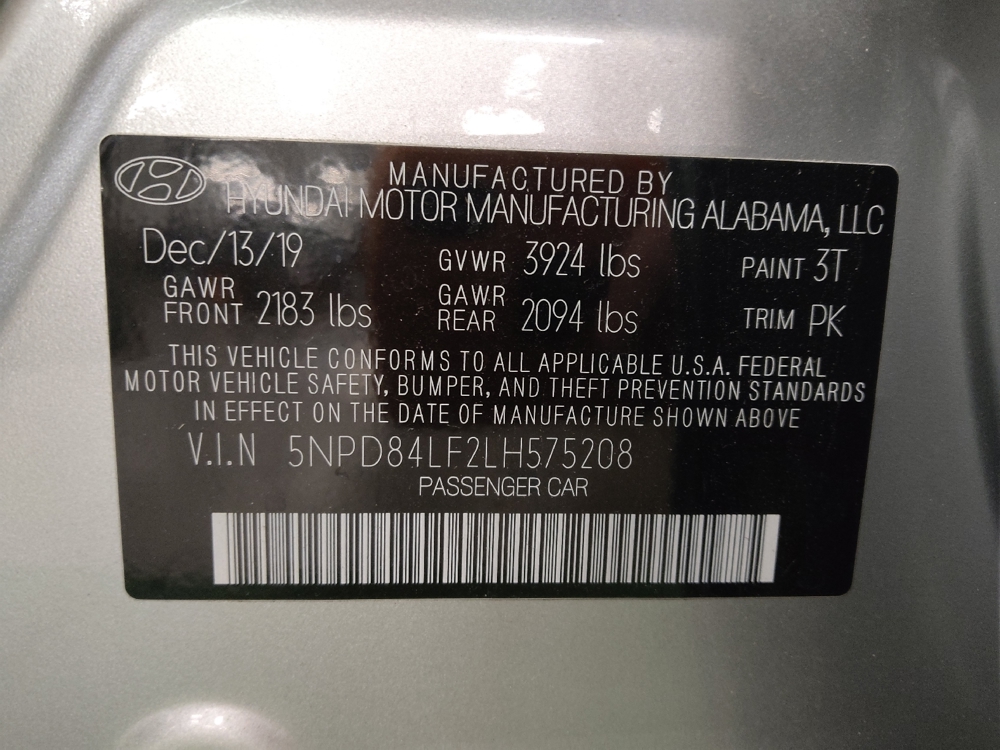 MANUFACTURED BY
HYUNDAI MOTOR MANUFACTURING ALABAMA, LLC
Dec/13/19 GVWR 3924 lbs PAINT 3T
GAWR FRONT 2183 lbs GAWR REAR 2094 lbs TRIM PK
THIS VEHICLE CONFORMS TO ALL APPLICABLE U.S.A. FEDERAL
MOTOR VEHICLE SAFETY, BUMPER, AND THEFT PREVENTION STANDARDS
IN EFFECT ON THE DATE OF MANUFACTURE SHOWN ABOVE
V.I.N 5NPD84LF2LH575208
PASSENGER CAR